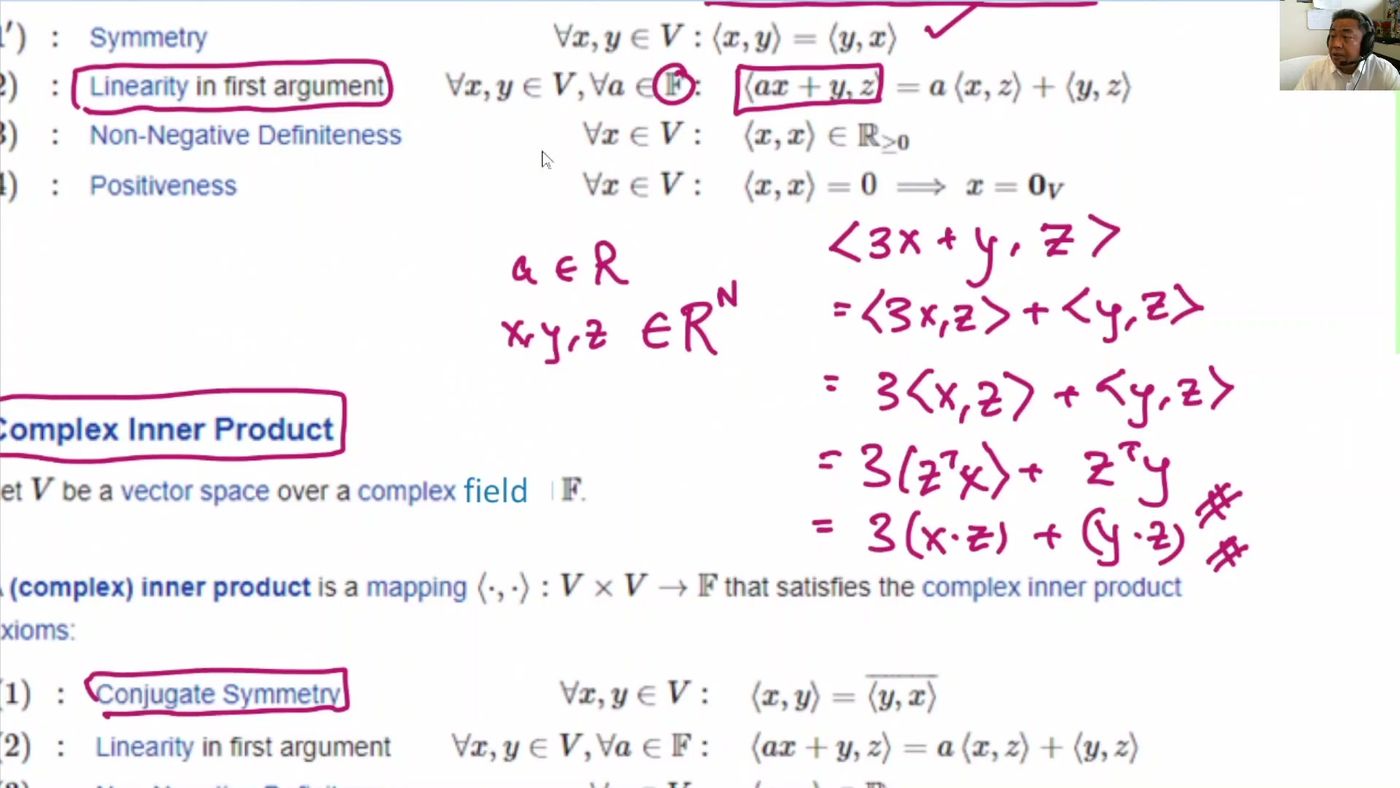 ′) : Symmetry ∀x, y ∈ V : ⟨x, y⟩ = ⟨y, x⟩ ✓
2) : Linearity in first argument ∀x, y ∈ V, ∀a ∈ 𝔽 : ⟨ax + y, z⟩ = a ⟨x, z⟩ + ⟨y, z⟩
3) : Non-Negative Definiteness ∀x ∈ V : ⟨x, x⟩ ∈ ℝ≥0
4) : Positiveness ∀x ∈ V : ⟨x, x⟩ = 0 ⟹ x = 0_V
<3x + y, z>
a ∈ R
= <3x, z> + <y, z>
x, y, z ∈ R^N
= 3<x, z> + <y, z>
Complex Inner Product
= 3(z^T x) + z^T y
et V be a vector space over a complex field 𝔽.
= 3(x·z) + (y·z) #
#
(complex) inner product is a mapping ⟨·, ·⟩ : V × V → 𝔽 that satisfies the complex inner product
xioms:
(1) : Conjugate Symmetry ∀x, y ∈ V : ⟨x, y⟩ = \overline{⟨y, x⟩}
(2) : Linearity in first argument ∀x, y ∈ V, ∀a ∈ 𝔽 : ⟨ax + y, z⟩ = a ⟨x, z⟩ + ⟨y, z⟩